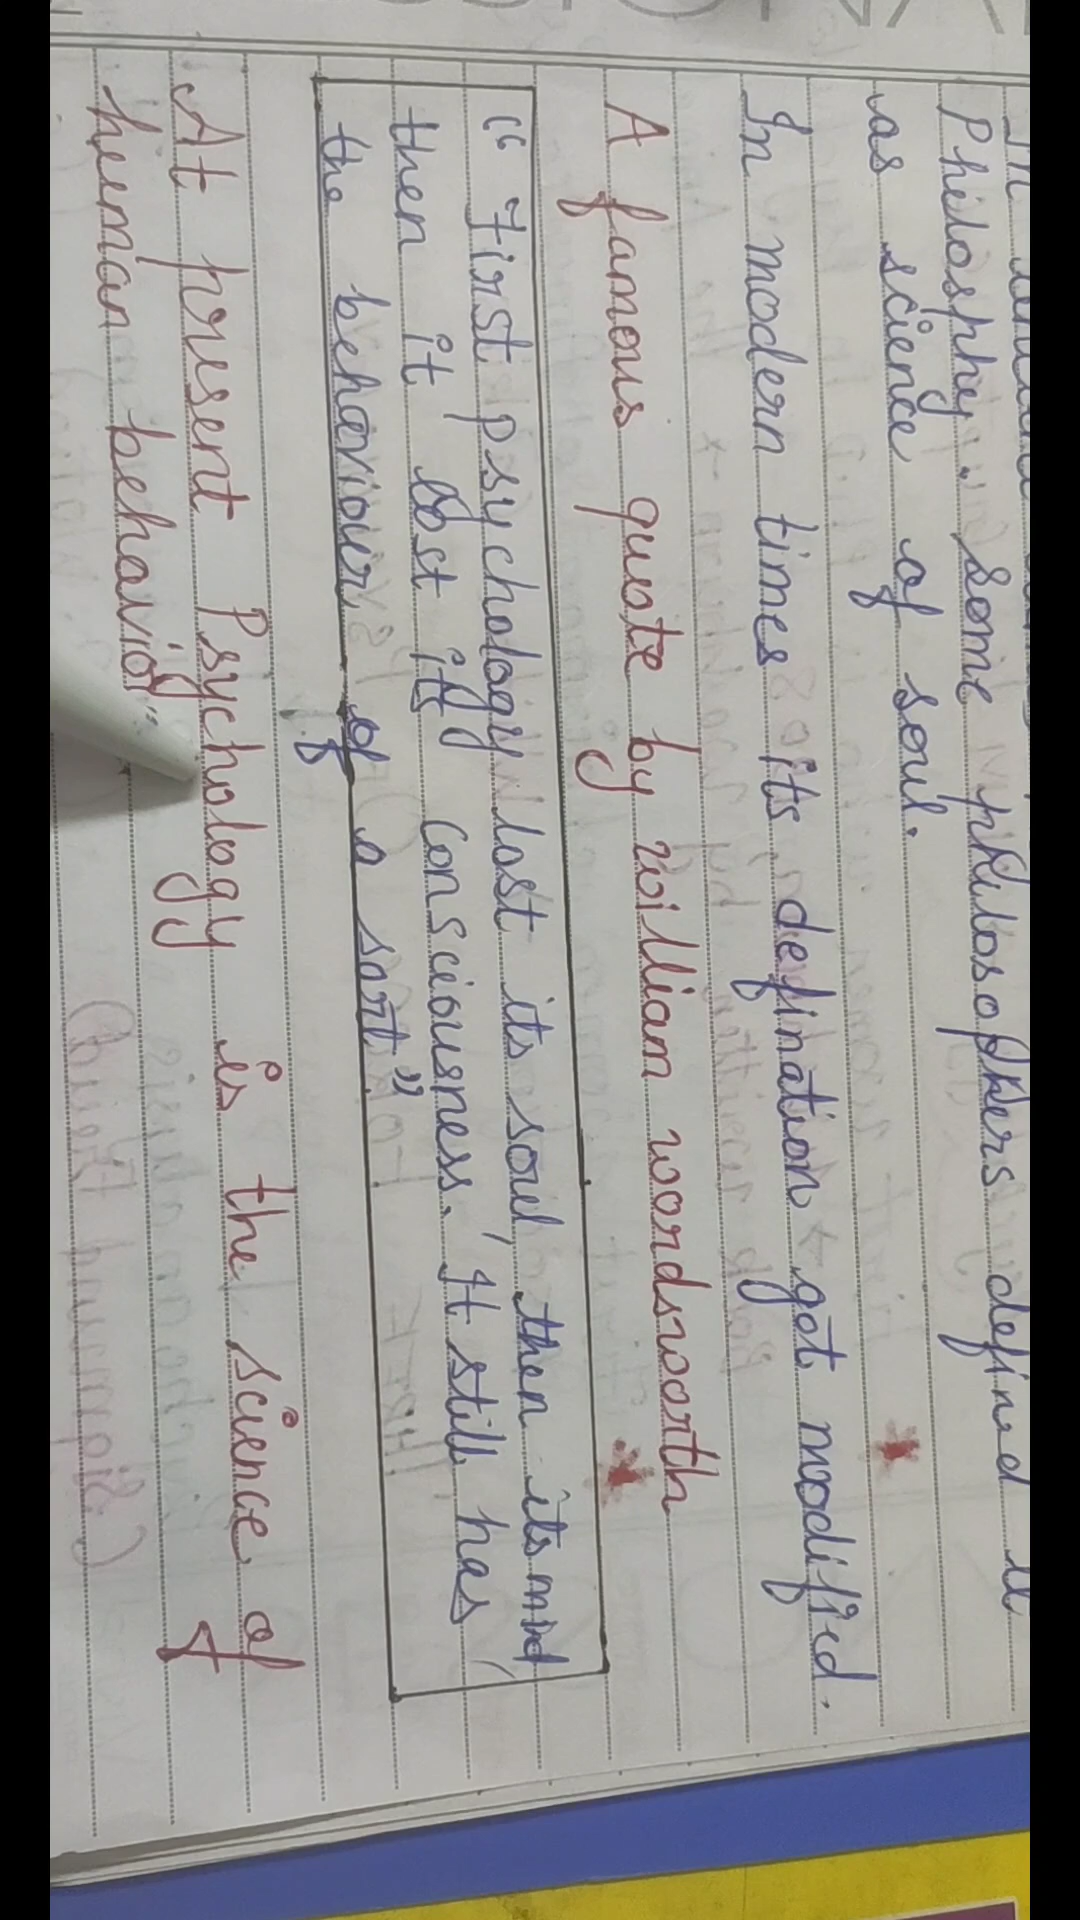 Philosphy. Some philosophers defined it
as science of soul.
In modern times its defination got modified.
A famous quote by william wordsworth
“First psychology lost its soul, then its mind,
then it lost its consciousness. It still has
the behaviour of a sort”
At present Psychology is the science of
human behavior"